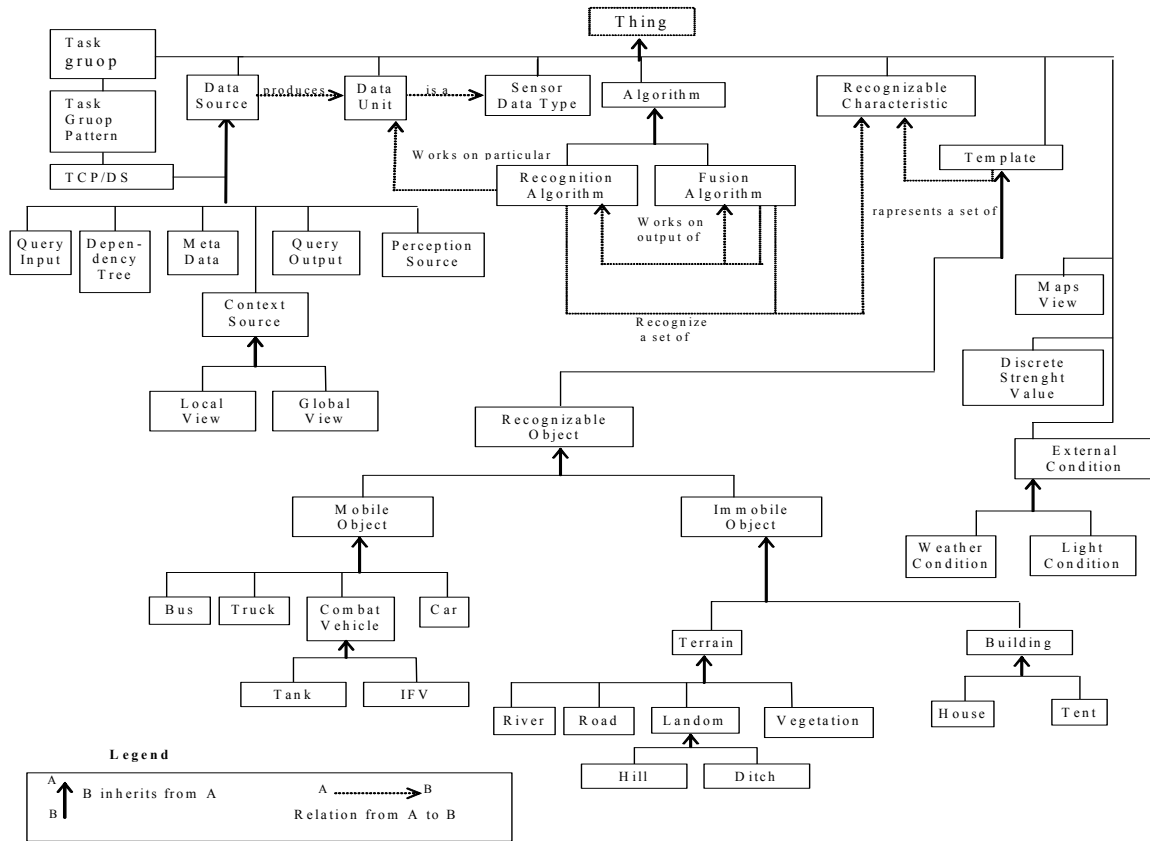 Thing
Task
gruop
Data
Source
produces
Data
Unit
is a
Sensor
Data Type
Algorithm
Recognizable
Characteristic
Task
Gruop
Pattern
Works on particular
Template
TCP/DS
Recognition
Algorithm
Fusion
Algorithm
Works on
output of
rapresents a set of
Query
Input
Depen-
dency
Tree
Meta
Data
Query
Output
Perception
Source
Maps
View
Context
Source
Recognize
a set of
Discrete
Strenght
Value
Local
View
Global
View
Recognizable
Object
External
Condition
Mobile
Object
Immobile
Object
Weather
Condition
Light
Condition
Bus
Truck
Combat
Vehicle
Car
Terrain
Building
Tank
IFV
River
Road
Landom
Vegetation
House
Tent
Hill
Ditch
Legend
A
B inherits from A
B
A
B
Relation from A to B